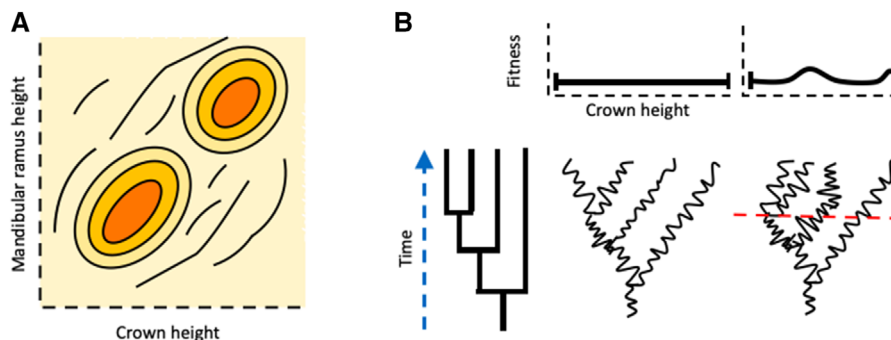 A
Mandibular ramus height
Crown height
B
Fitness
Crown height
Time